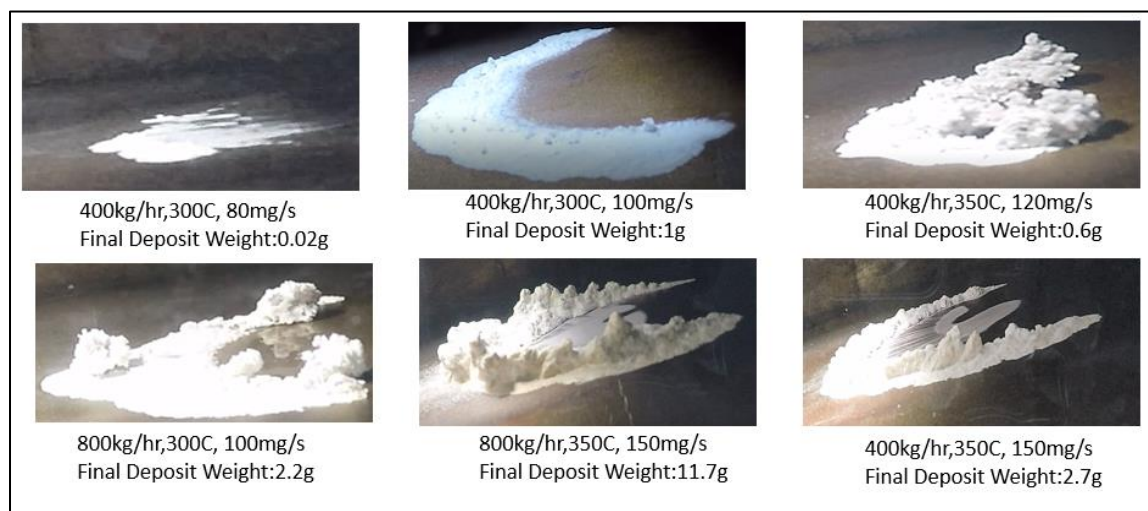 400kg/hr,300C, 80mg/s
Final Deposit Weight:0.02g
400kg/hr,300C, 100mg/s
Final Deposit Weight:1g
400kg/hr,350C, 120mg/s
Final Deposit Weight:0.6g
800kg/hr,300C, 100mg/s
Final Deposit Weight:2.2g
800kg/hr,350C, 150mg/s
Final Deposit Weight:11.7g
400kg/hr,350C, 150mg/s
Final Deposit Weight:2.7g